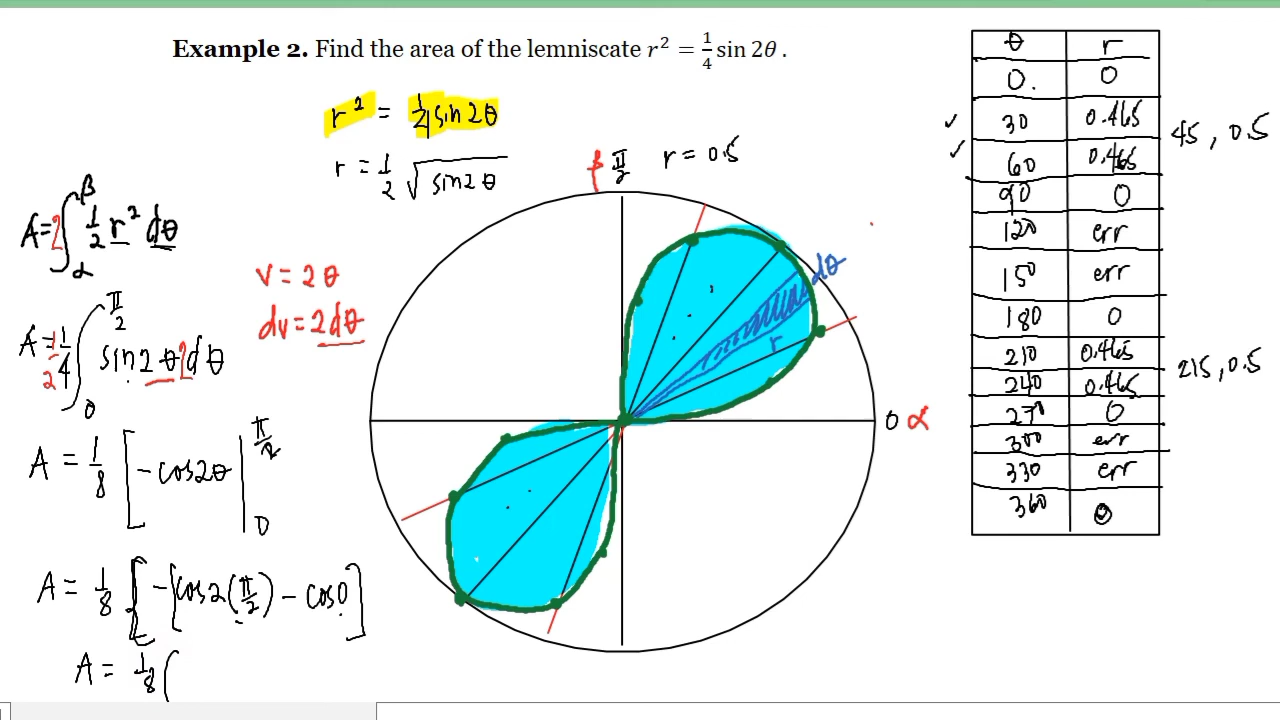 Example 2. Find the area of the lemniscate r² = 1/4 sin 2θ .
r² = 1/4 sin 2θ
r = 1/2 √sin 2θ
β π/2 r = 0.5
A = 2 ∫ 1/2 r² dθ
β
α
v = 2θ
dv = 2dθ
dθ
r
0 α
π/2
0
A = 1/2 1/4 ∫ sin 2θ 2 dθ
A = 1/8 [ - cos 2θ |
π/2
0
A = 1/8 [ - [cos 2 (π/2) - cos 0 ]
A = 1/8 (
θ r
0. 0
✓ 30 0.465
45, 0.5
✓ 60 0.465
90 0
120 err
150 err
180 0
210 0.465
215, 0.5
240 0.465
270 0
300 err
330 err
360 0